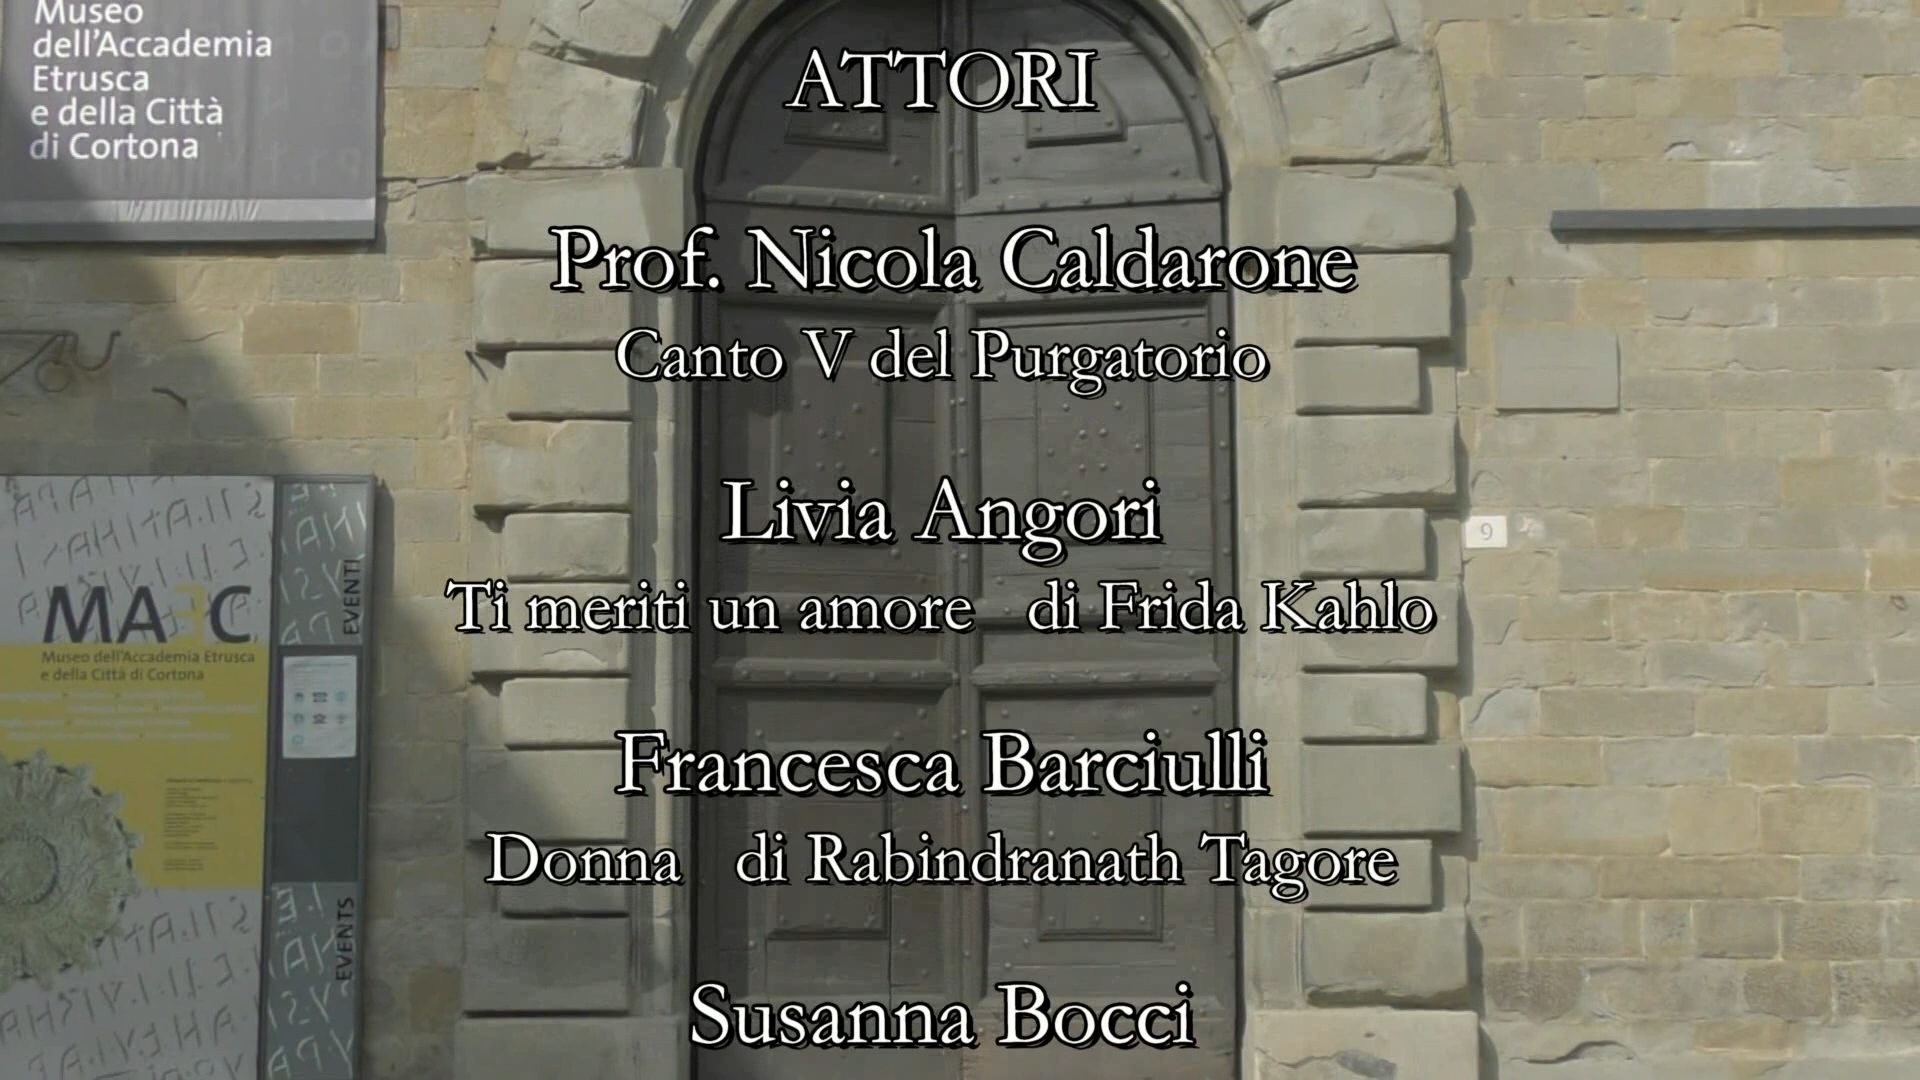 Museo
dell'Accademia
Etrusca
e della Città
di Cortona
ATTORI
Prof. Nicola Caldarone
Canto V del Purgatorio
Livia Angori
Ti meriti un amore di Frida Kahlo
Francesca Barciulli
Donna di Rabindranath Tagore
Susanna Bocci
MAEC
Museo dell'Accademia Etrusca
e della Città di Cortona
EVENTI
EVENTS
9